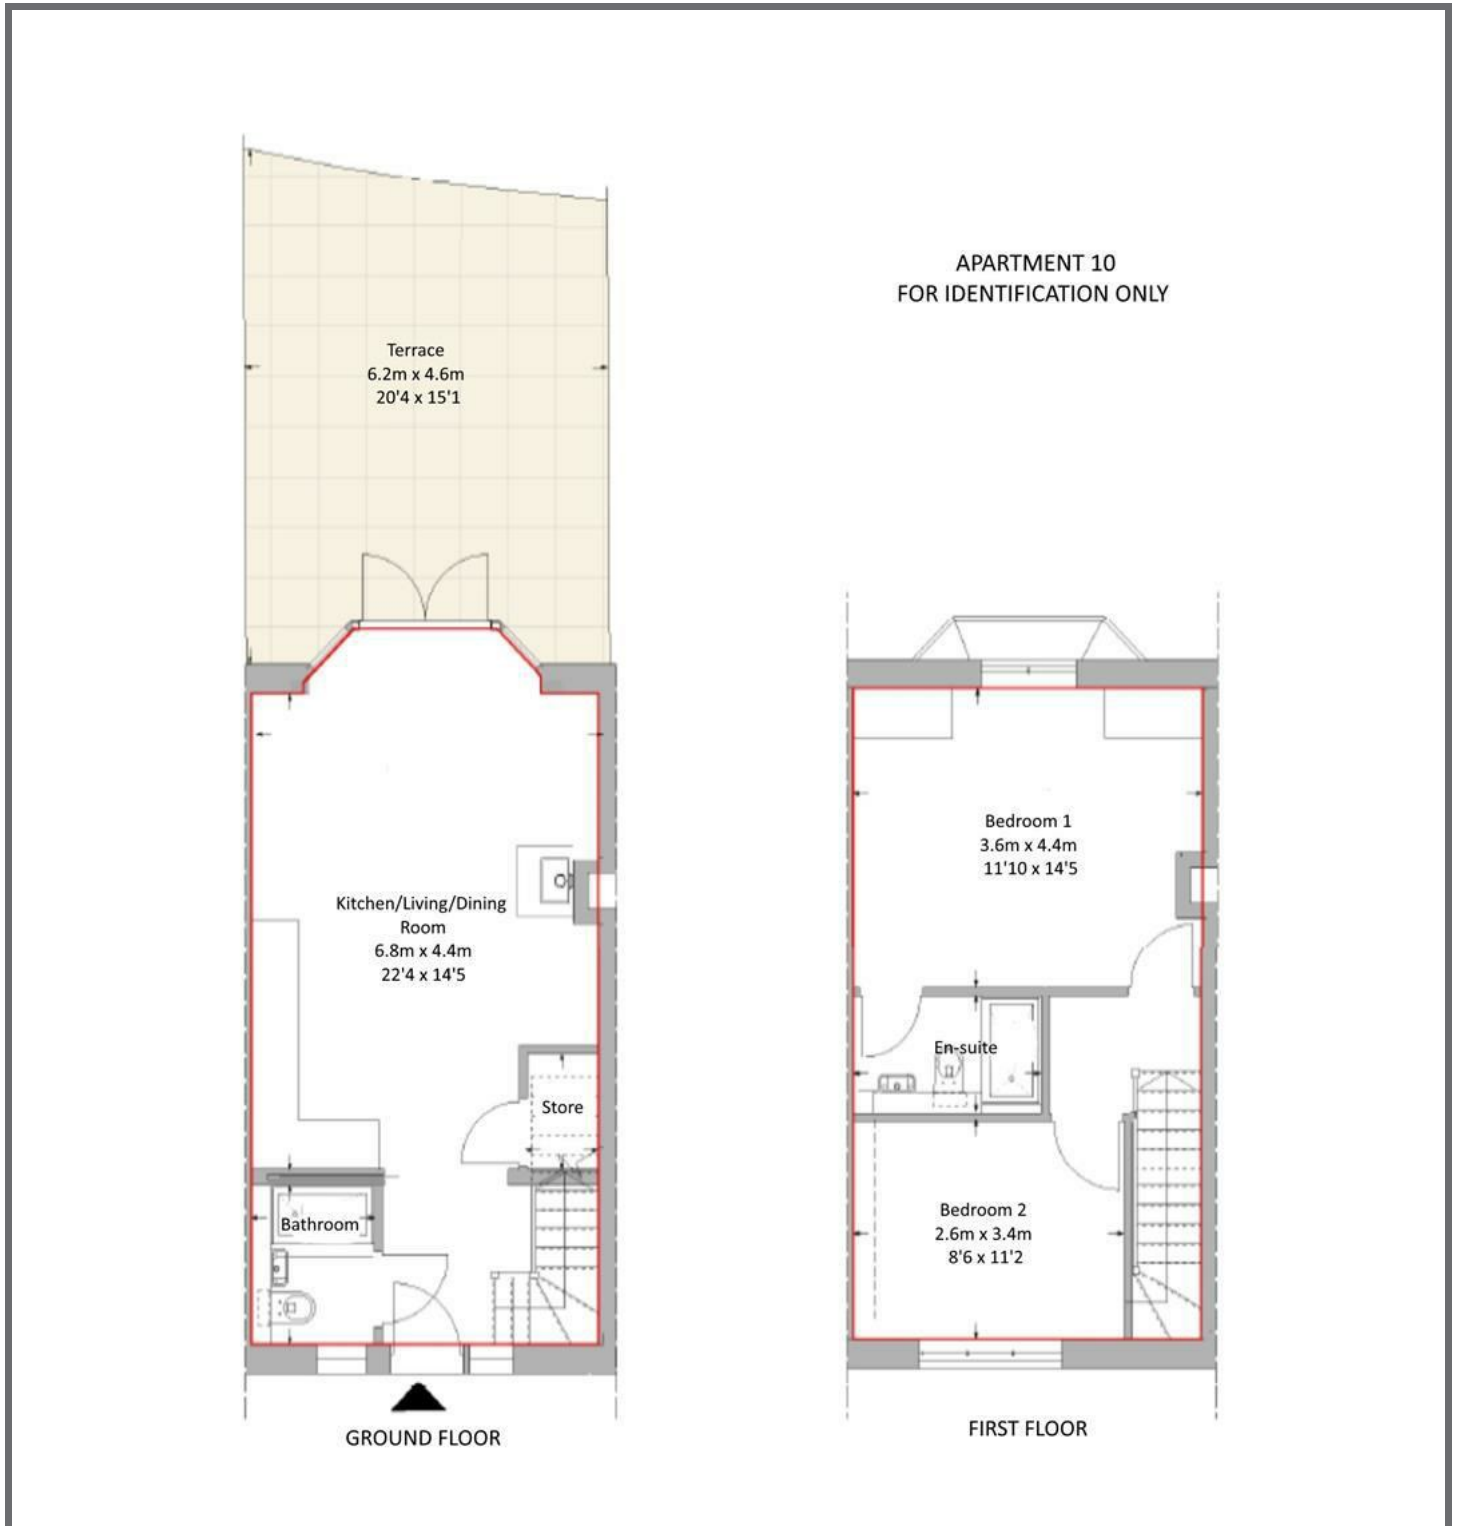 APARTMENT 10
FOR IDENTIFICATION ONLY
Terrace
6.2m x 4.6m
20'4 x 15'1
Kitchen/Living/Dining
Room
6.8m x 4.4m
22'4 x 14'5
Store
Bathroom
GROUND FLOOR
Bedroom 1
3.6m x 4.4m
11'10 x 14'5
En-suite
Bedroom 2
2.6m x 3.4m
8'6 x 11'2
FIRST FLOOR